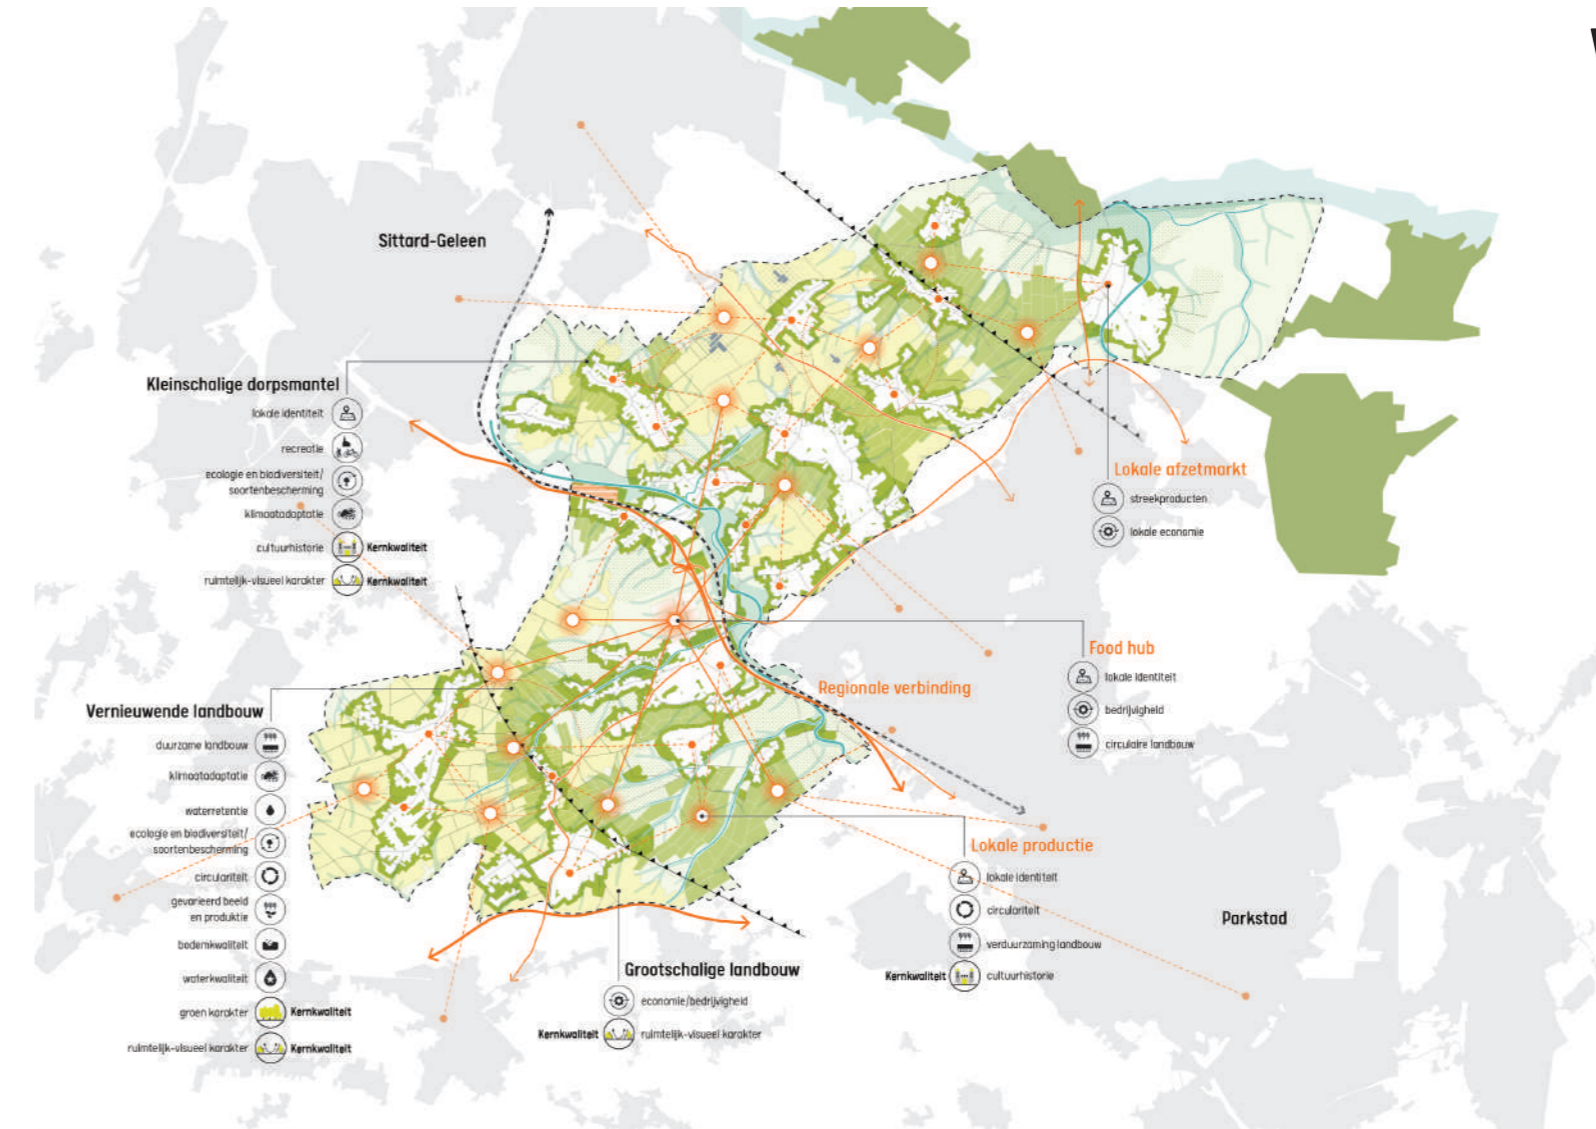 Sittard-Geleen
Kleinschalige dorpsmantel
lokale identiteit
recreatie
ecologie en biodiversiteit/
soortenbescherming
klimaatadaptatie
cultuurhistorie
Kernkwaliteit
ruimtelijk-visueel karakter
Kernkwaliteit
Lokale afzetmarkt
streekproducten
lokale economie
Food hub
lokale identiteit
bedrijvigheid
circulaire landbouw
Regionale verbinding
Vernieuwende landbouw
duurzame landbouw
klimaatadaptatie
waterretentie
ecologie en biodiversiteit/
soortenbescherming
circulariteit
gevarieerd beeld
en produktie
bodemkwaliteit
waterkwaliteit
groen karakter
Kernkwaliteit
ruimtelijk-visueel karakter
Kernkwaliteit
Lokale productie
lokale identiteit
circulariteit
verduurzaming landbouw
Kernkwaliteit
cultuurhistorie
Parkstad
Grootschalige landbouw
economie/bedrijvigheid
Kernkwaliteit
ruimtelijk-visueel karakter